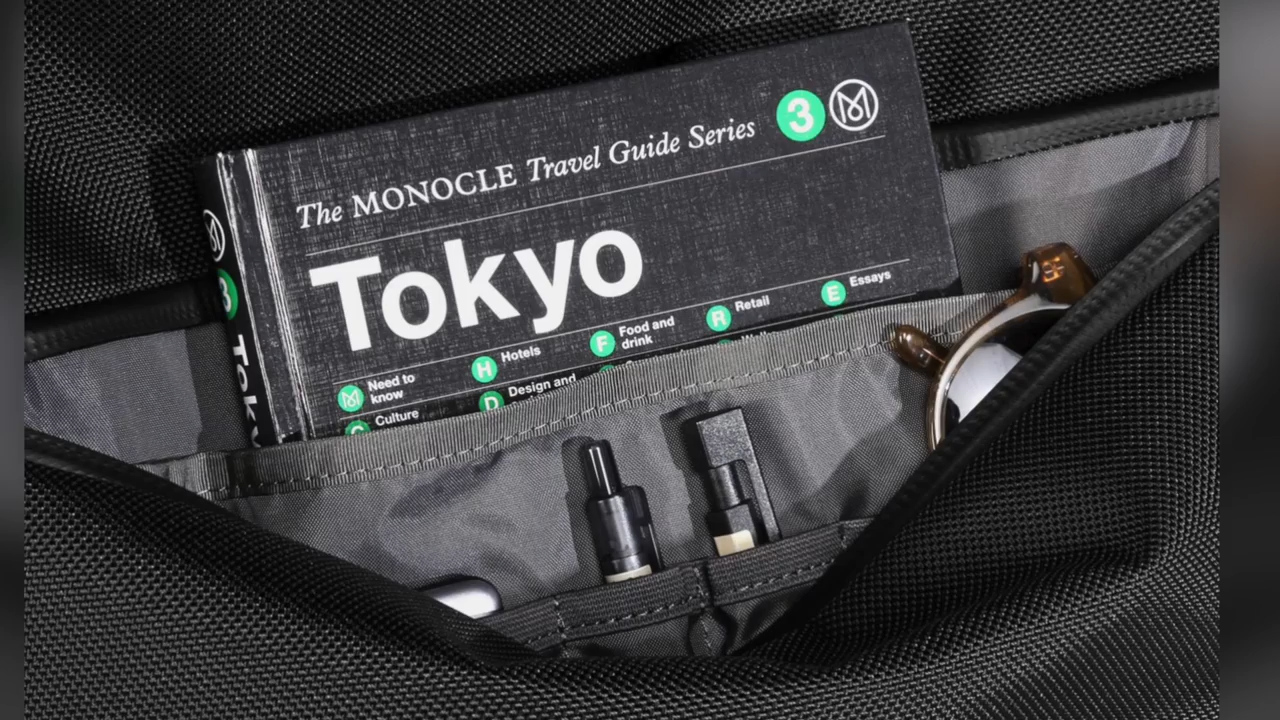 The MONOCLE Travel Guide Series
3
Tokyo
Need to
know
H
Hotels
F
Food and
drink
R
Retail
E
Essays
C
Culture
D
Design and
3
Tok